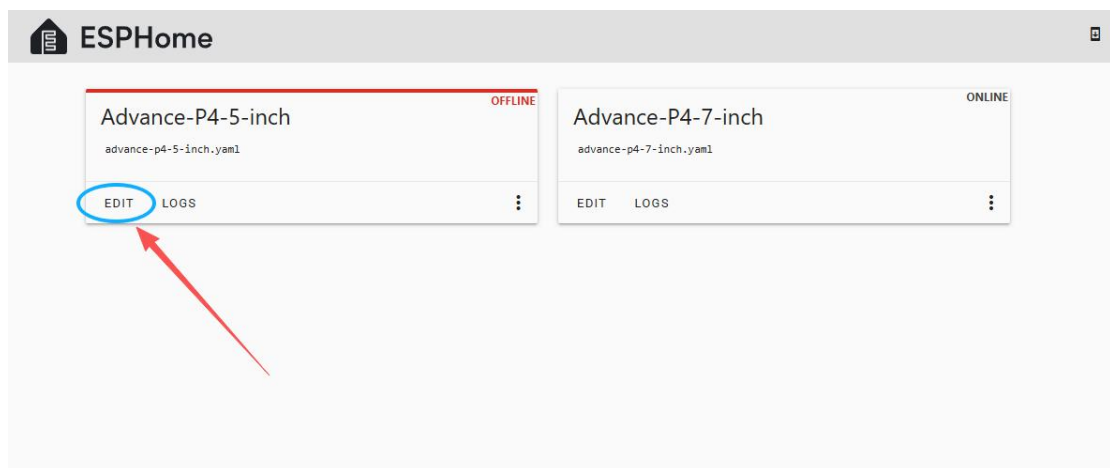 ESPHome
OFFLINE
Advance-P4-5-inch
advance-p4-5-inch.yaml
EDIT LOGS
ONLINE
Advance-P4-7-inch
advance-p4-7-inch.yaml
EDIT LOGS